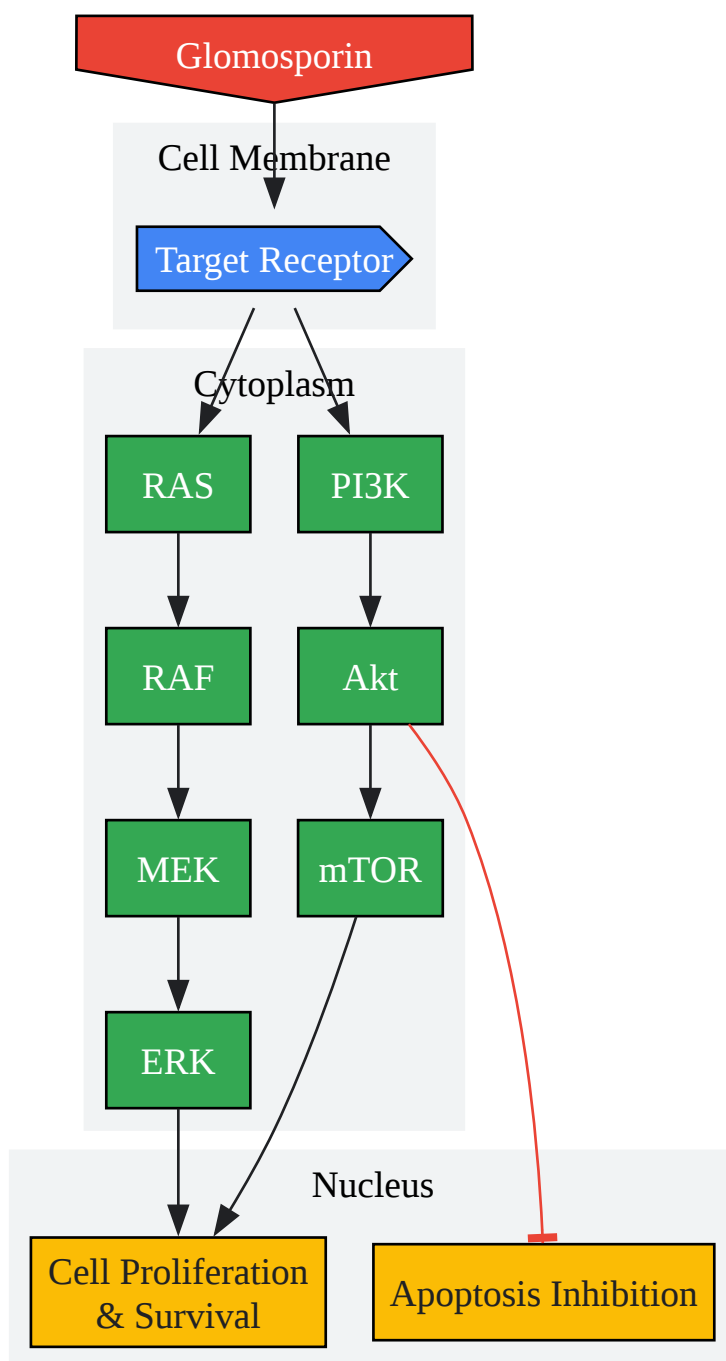 Glomosporin
Cell Membrane
Target Receptor
Cytoplasm
RAS
PI3K
RAF
Akt
MEK
mTOR
ERK
Nucleus
Cell Proliferation
& Survival
Apoptosis Inhibition